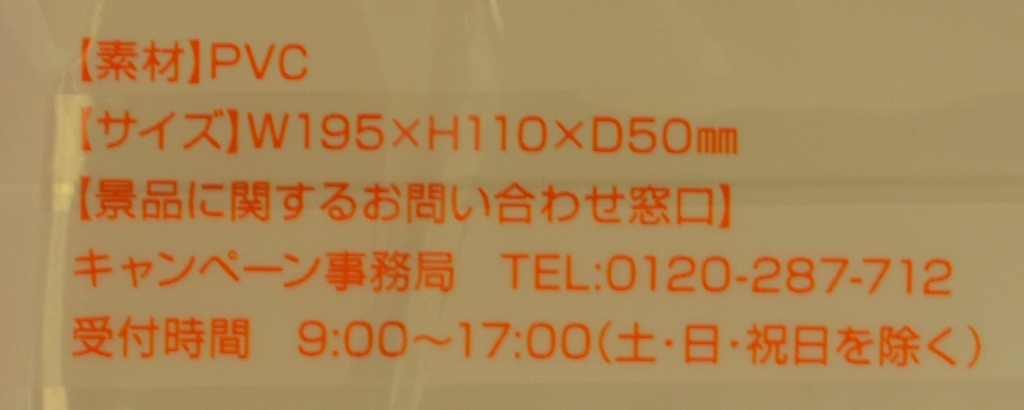 【素材】PVC
【サイズ】W195×H110×D50㎜
【景品に関するお問い合わせ窓口】
キャンペーン事務局　TEL:0120-287-712
受付時間　9:00～17:00(土・日・祝日を除く)